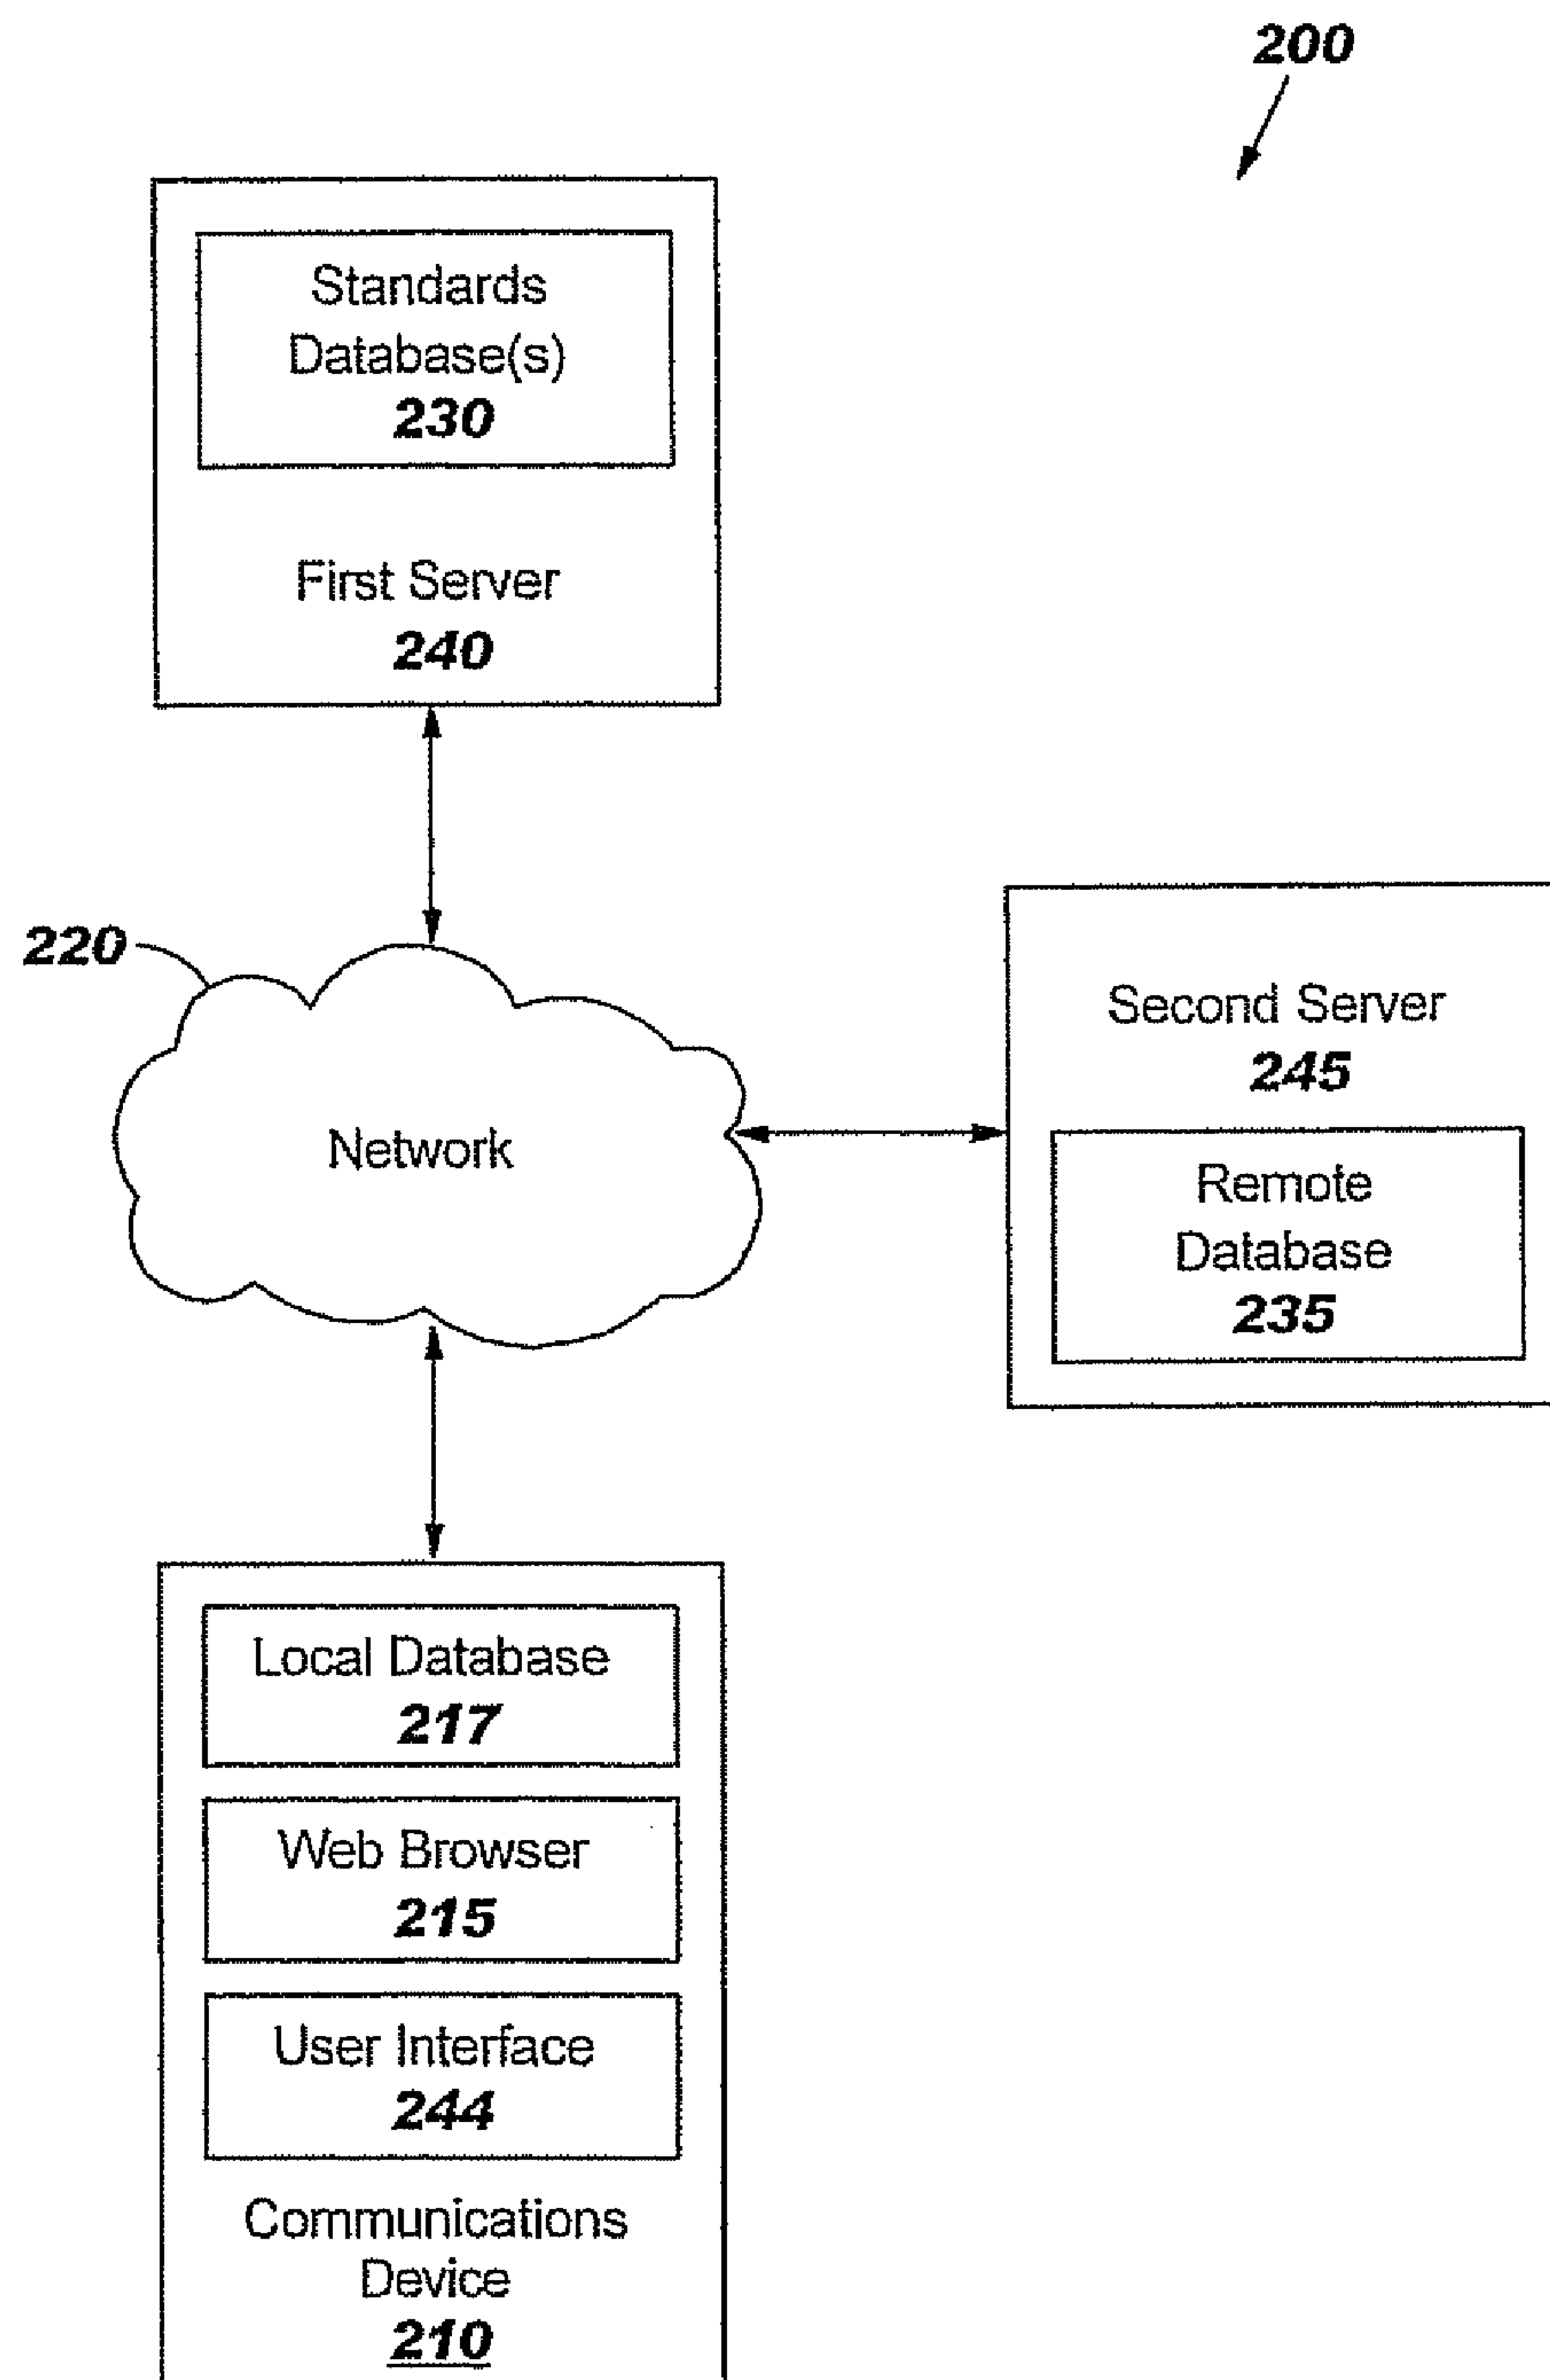 200
Standards
Database(s)
230
First Server
240
220
Network
Second Server
245
Remote
Database
235
Local Database
217
Web Browser
215
User Interface
244
Communications
Device
210